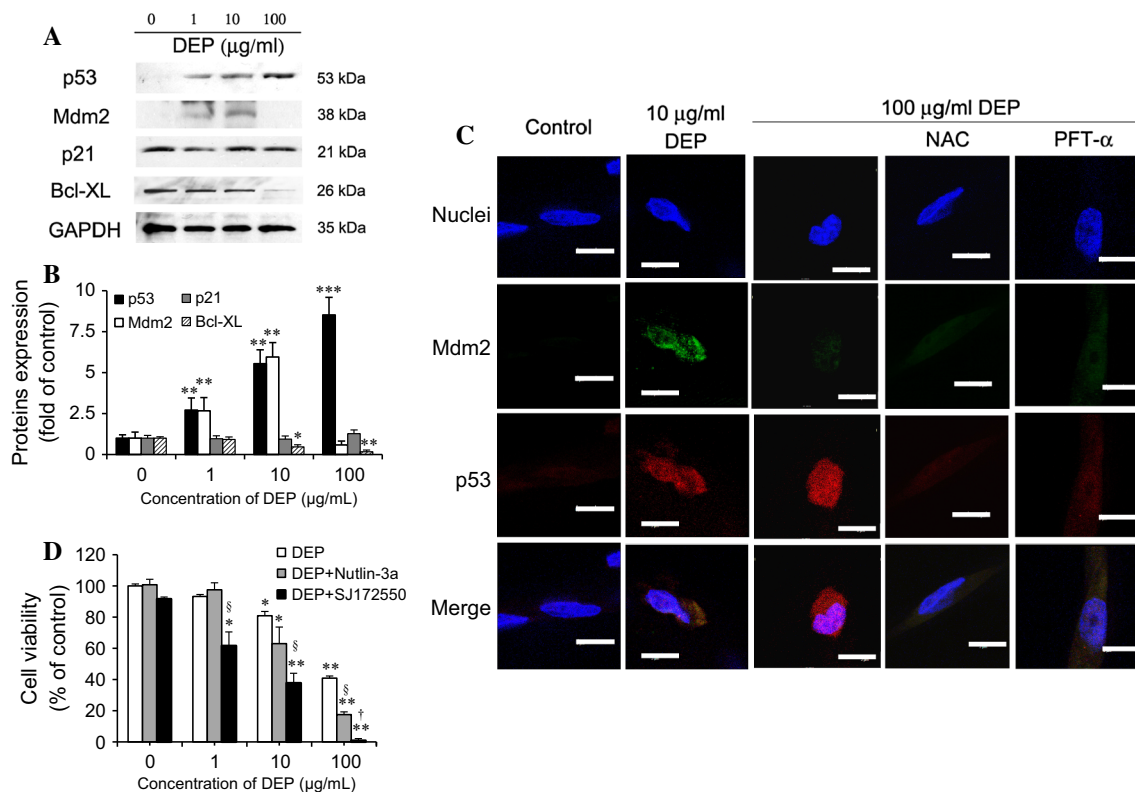 A
0 1 10 100
DEP (μg/ml)
p53 53 kDa
Mdm2 38 kDa
p21 21 kDa
Bcl-XL 26 kDa
GAPDH 35 kDa
B
Proteins expression
(fold of control)
10
7.5
5
2.5
0
p53 p21
Mdm2 Bcl-XL
** **
** ** *
*** **
0 1 10 100
Concentration of DEP (μg/mL)
C
Control 10 μg/ml DEP 100 μg/ml DEP
NAC PFT-α
Nuclei
Mdm2
p53
Merge
D
Cell viability
(% of control)
120
100
80
60
40
20
0
DEP
DEP+Nutlin-3a
DEP+SJ172550
§
*
* * §
**
** §
** †
**
0 1 10 100
Concentration of DEP (μg/mL)